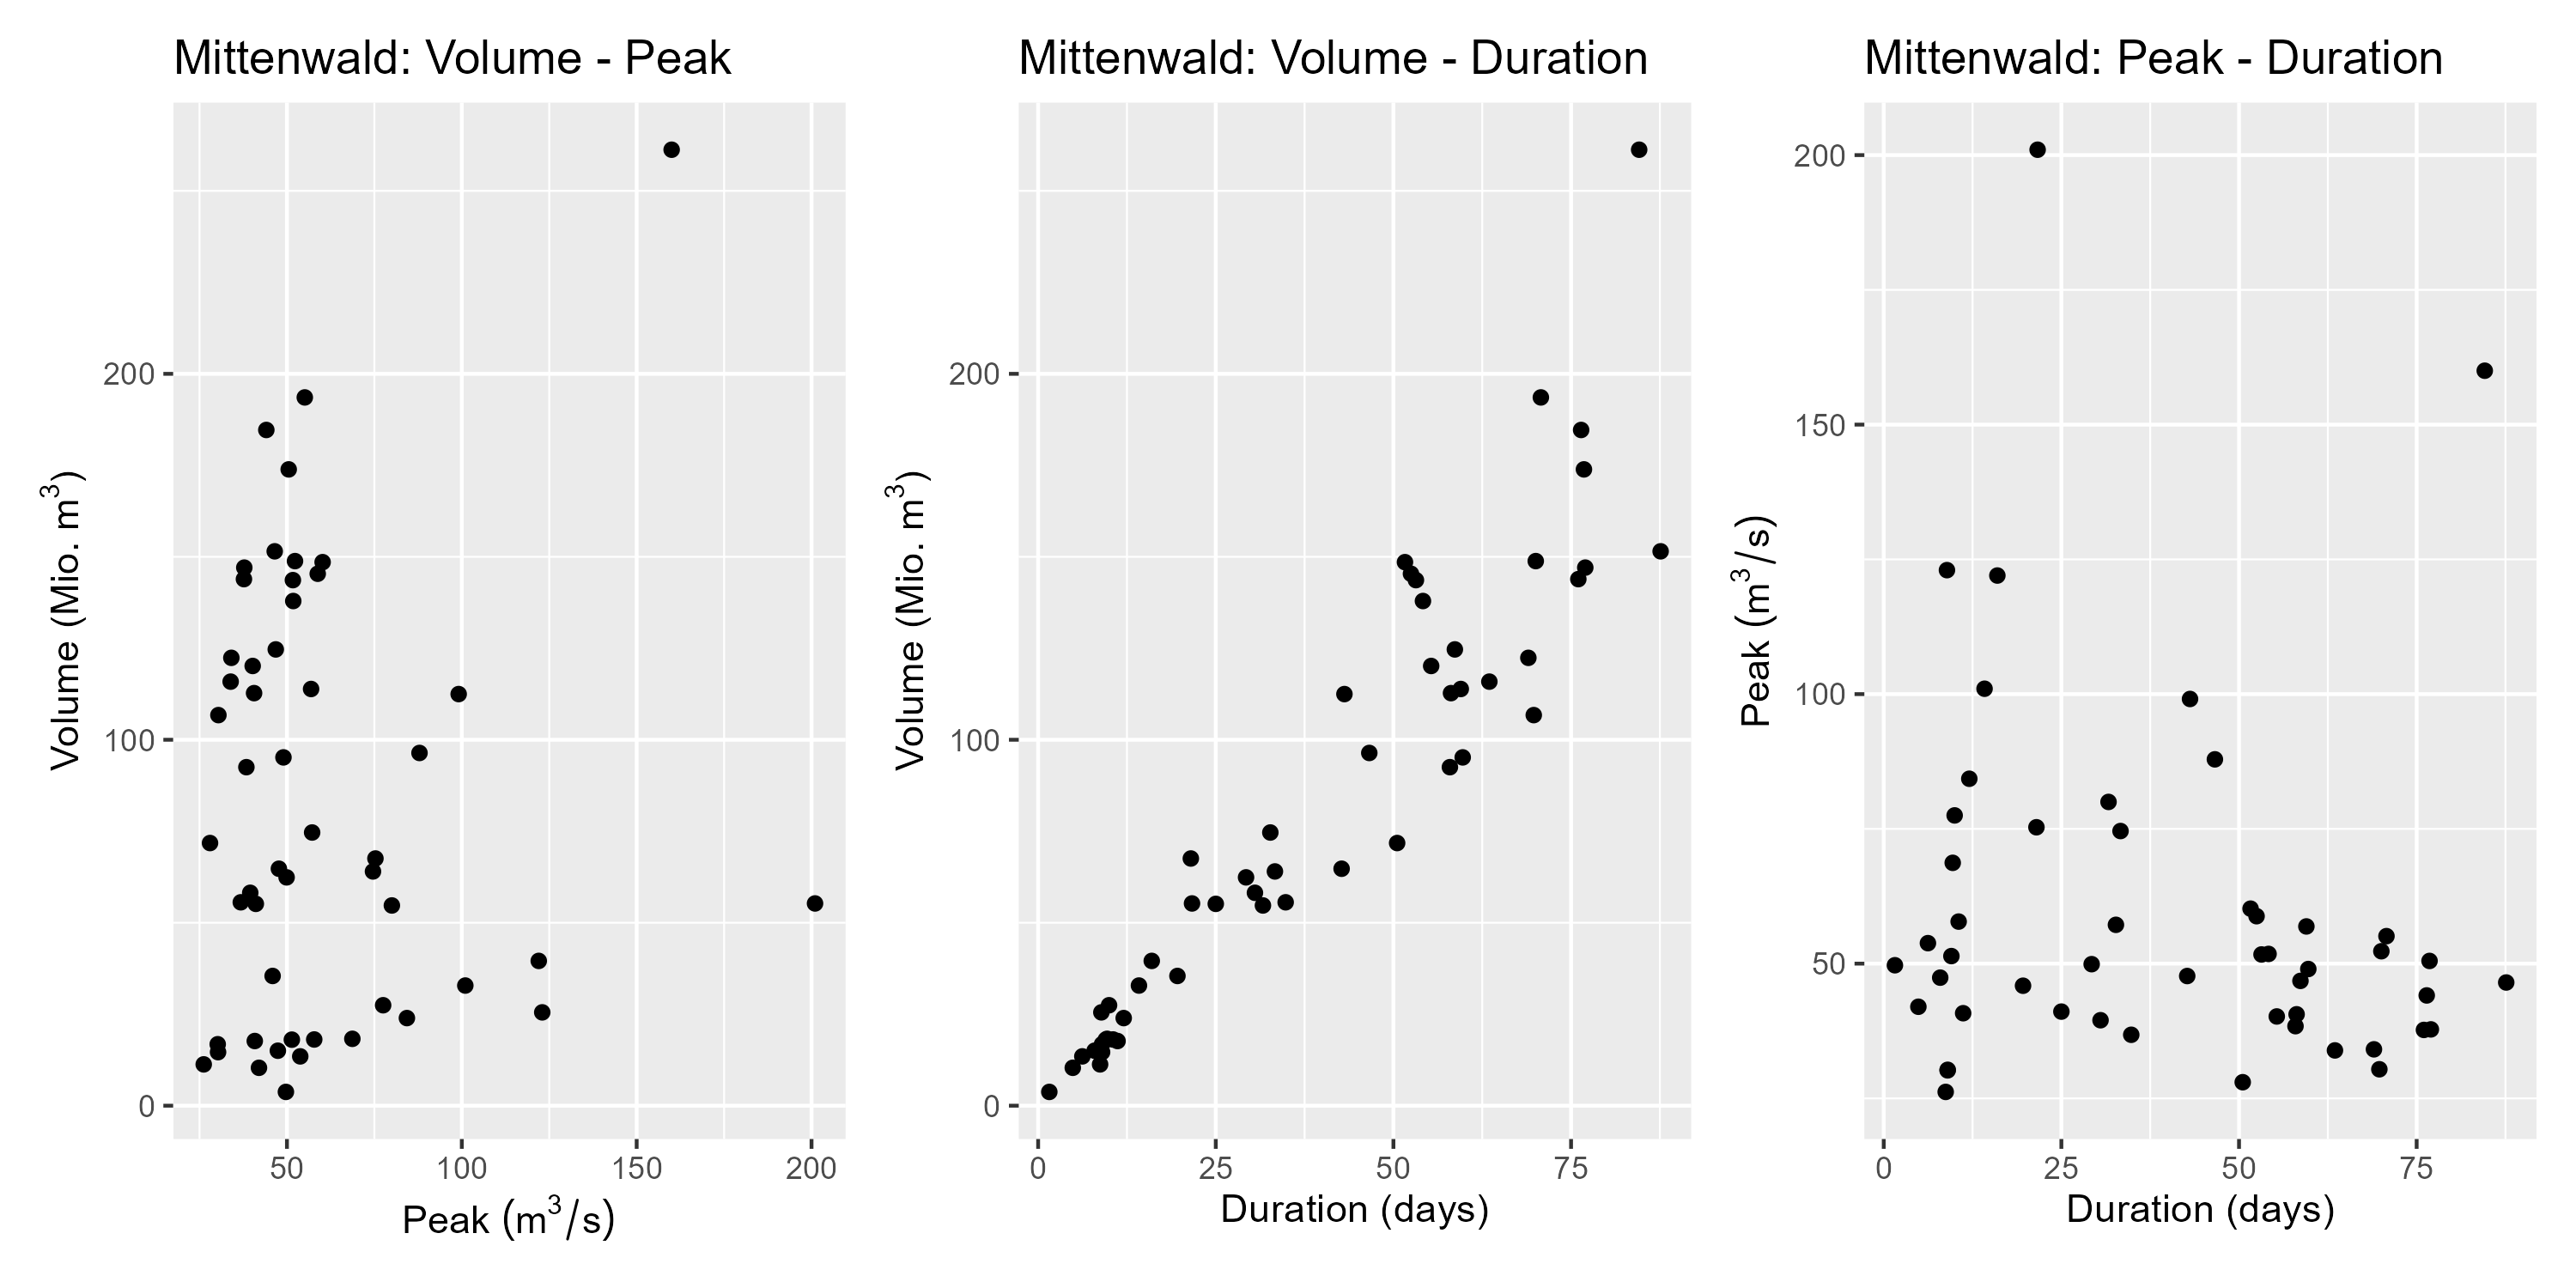 Mittenwald: Volume - Peak
200
100
0
Volume (Mio. m³)
50 100 150 200
Peak (m³/s)
Mittenwald: Volume - Duration
200
100
0
Volume (Mio. m³)
0 25 50 75
Duration (days)
Mittenwald: Peak - Duration
200
150
100
50
Peak (m³/s)
0 25 50 75
Duration (days)